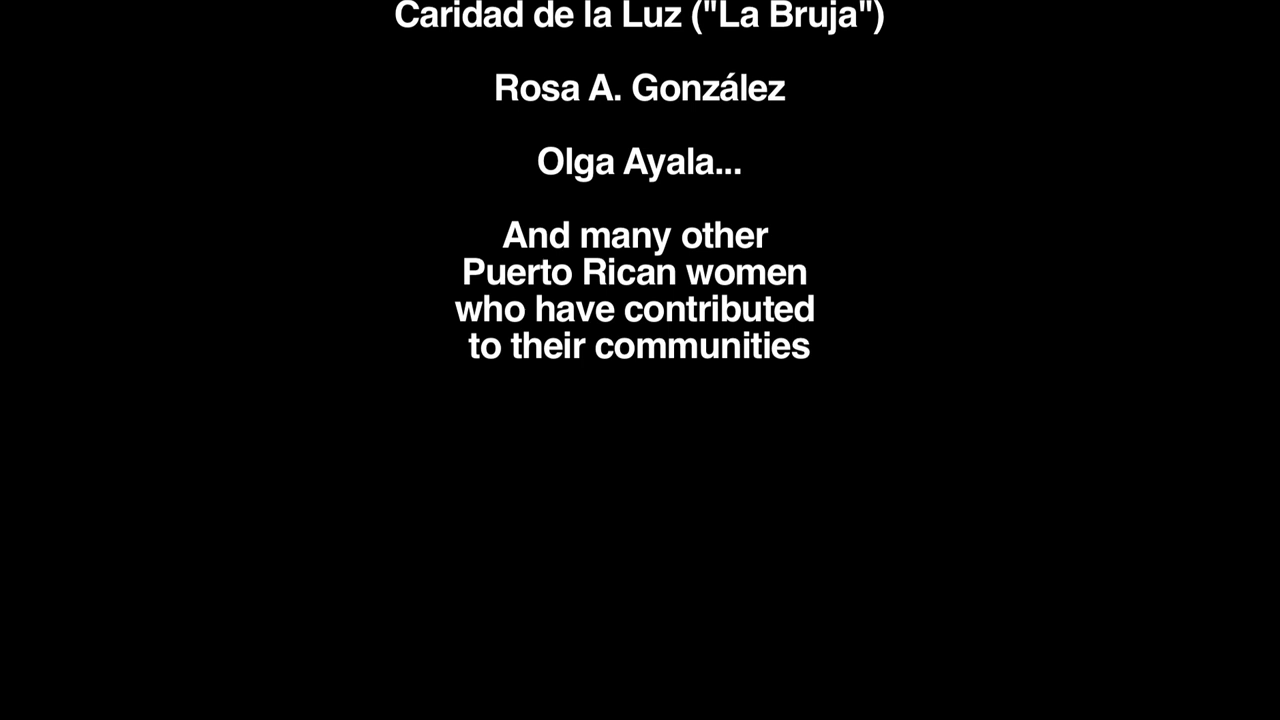 Caridad de la Luz ("La Bruja")
Rosa A. González
Olga Ayala...
And many other
Puerto Rican women
who have contributed
to their communities